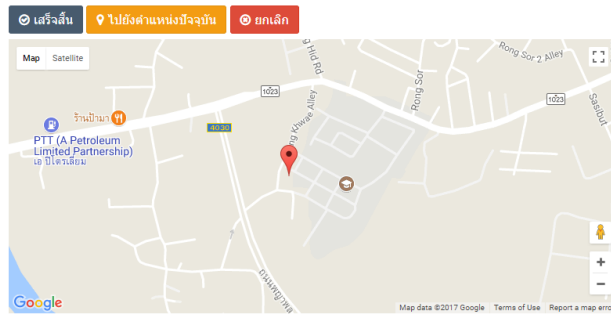 เสร็จสิ้น
ไปยังตำแหน่งปัจจุบัน
ยกเลิก
Map
Satellite
Hid Rd
Rong Sor 2 Alley
Rong Sor
1023
1023
Sasibut
ร้านป้ามา
4030
Khwae Alley
PTT (A Petroleum
Limited Partnership)
เอ ปิโตรเลียม
Google
Map data ©2017 Google
Terms of Use
Report a map erro